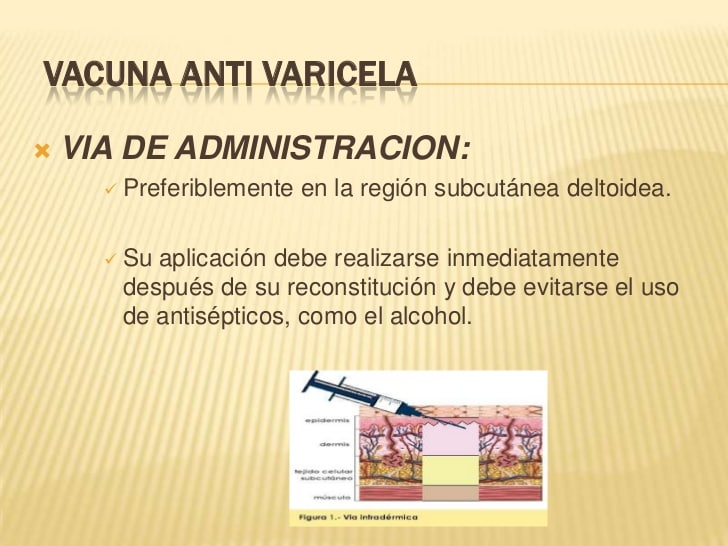 VACUNA ANTI VARICELA
VIA DE ADMINISTRACION:
Preferiblemente en la región subcutánea deltoidea.
Su aplicación debe realizarse inmediatamente
después de su reconstitución y debe evitarse el uso
de antisépticos, como el alcohol.
epidermis
dermis
tejido celular
subcutáneo
músculo
Figura 1.- Vía intradérmica